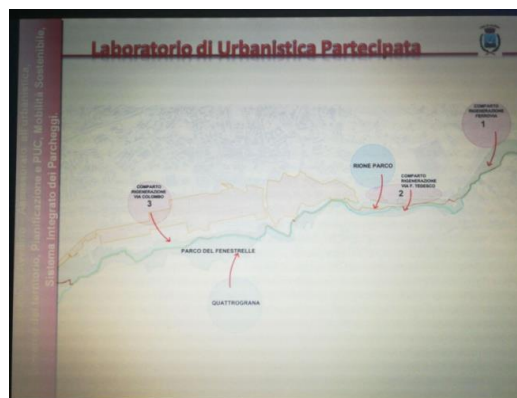 Laboratorio di Urbanistica Partecipata
territorio, Pianificazione e PUC, Mobilità Sostenibile,
Sistema Integrato dei Parcheggi.
COMPARTO
RIGENERAZIONE
FERROVIA
1
RIONE PARCO
COMPARTO
RIGENERAZIONE
VIA F. TEDESCO
2
COMPARTO
RIGENERAZIONE
VIA COLOMBO
3
PARCO DEL FENESTRELLE
QUATTROGRANA